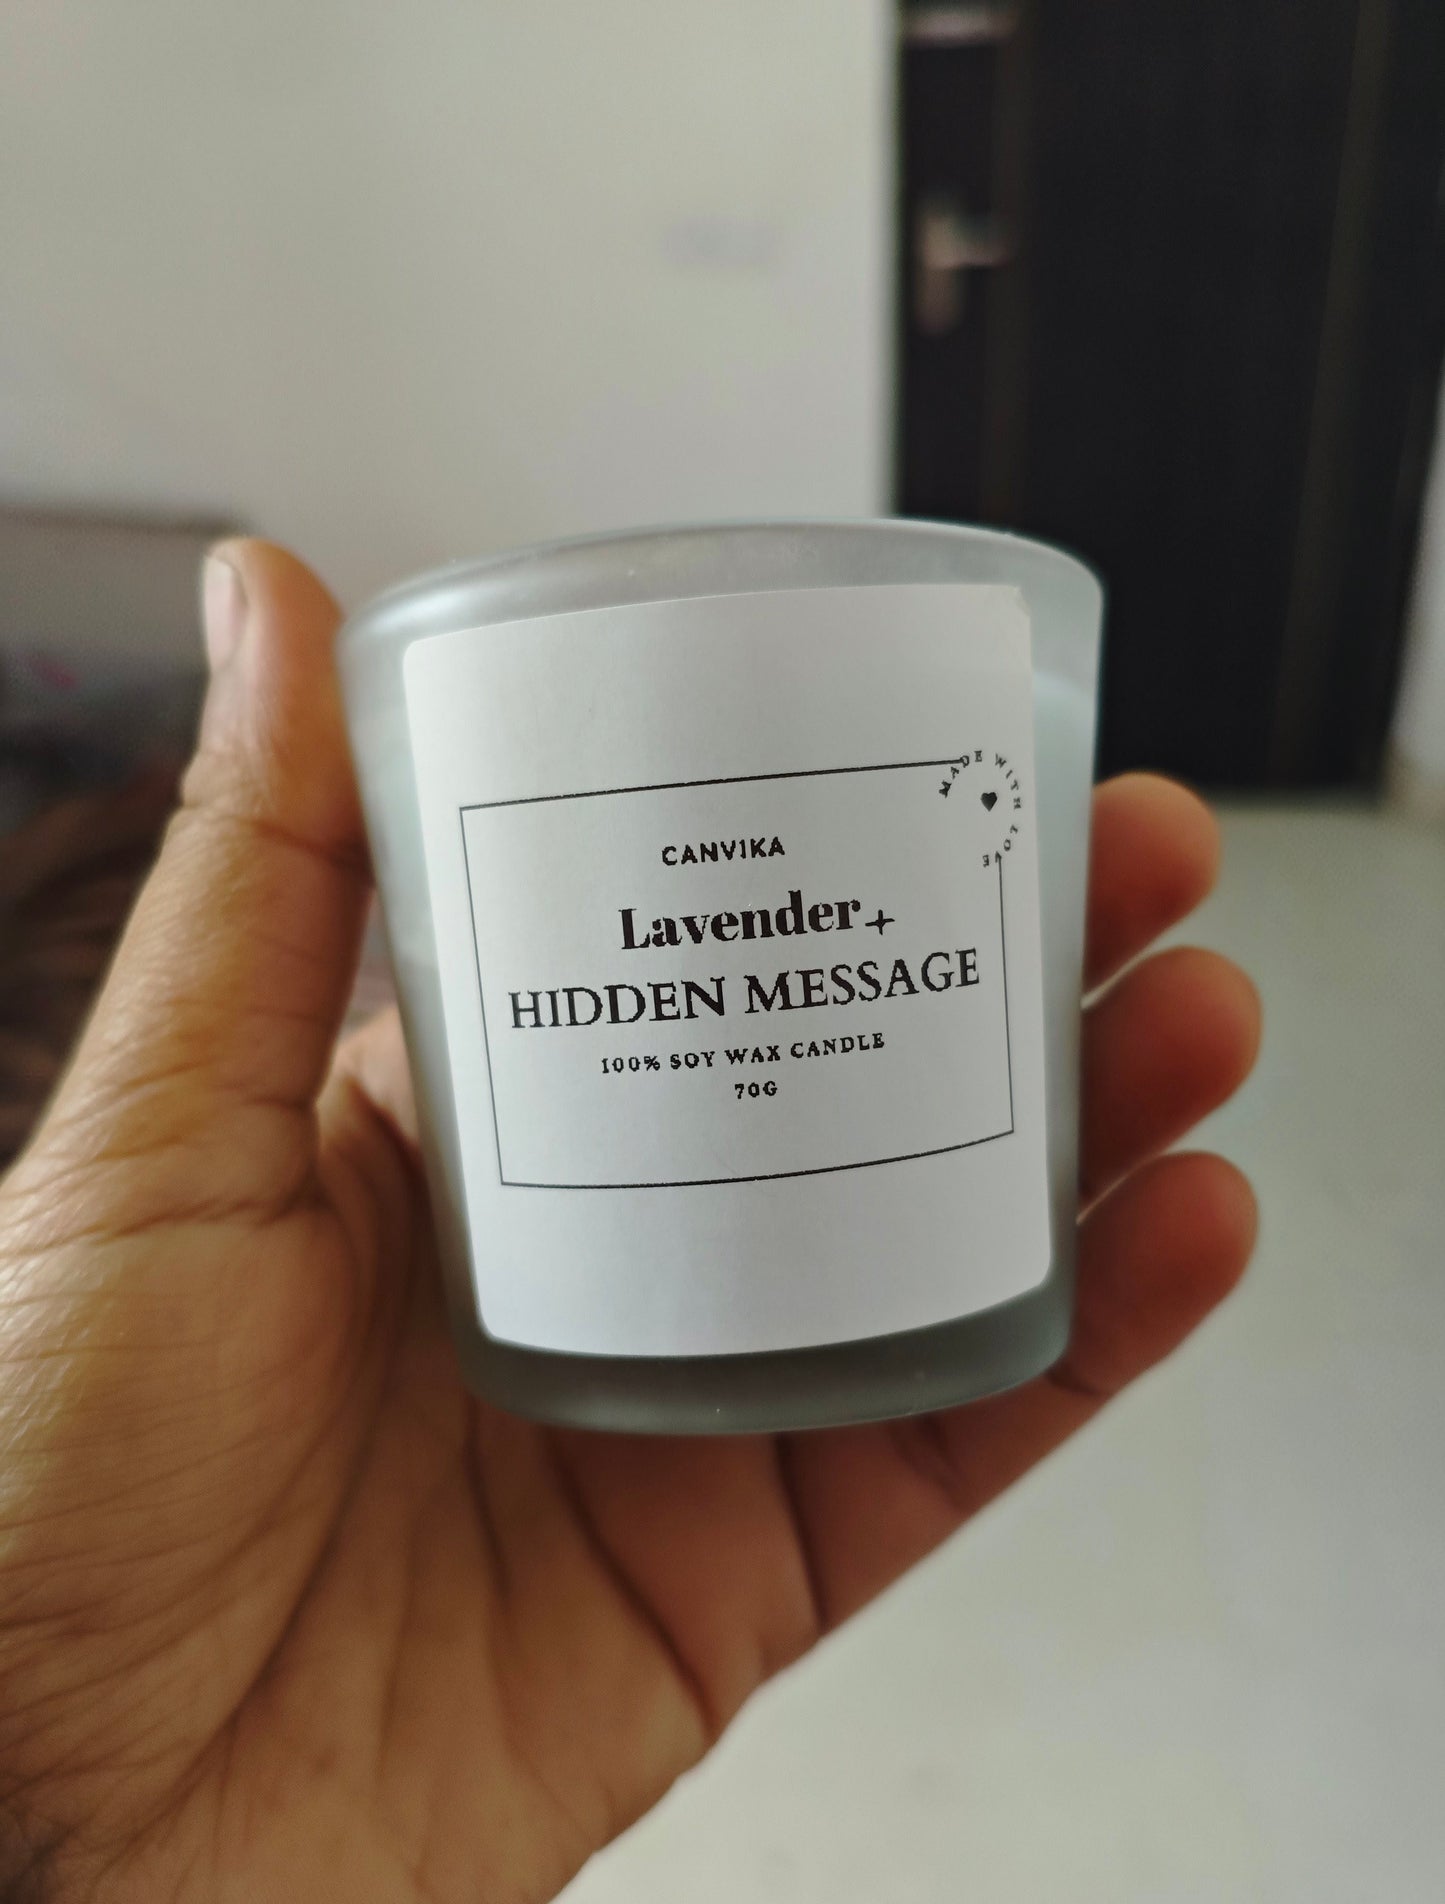 MADE WITH LOVE
CANVIKA
Lavender+
HIDDEN MESSAGE
100% SOY WAX CANDLE
70G